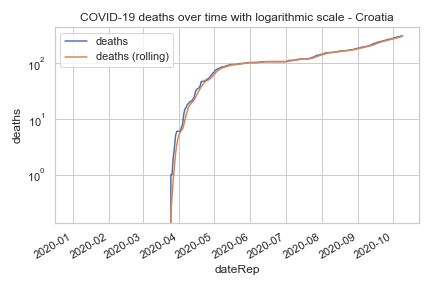 COVID-19 deaths over time with logarithmic scale - Croatia
deaths
deaths (rolling)
10²
10¹
10⁰
deaths
2020-01
2020-02
2020-03
2020-04
2020-05
2020-06
2020-07
2020-08
2020-09
2020-10
dateRep